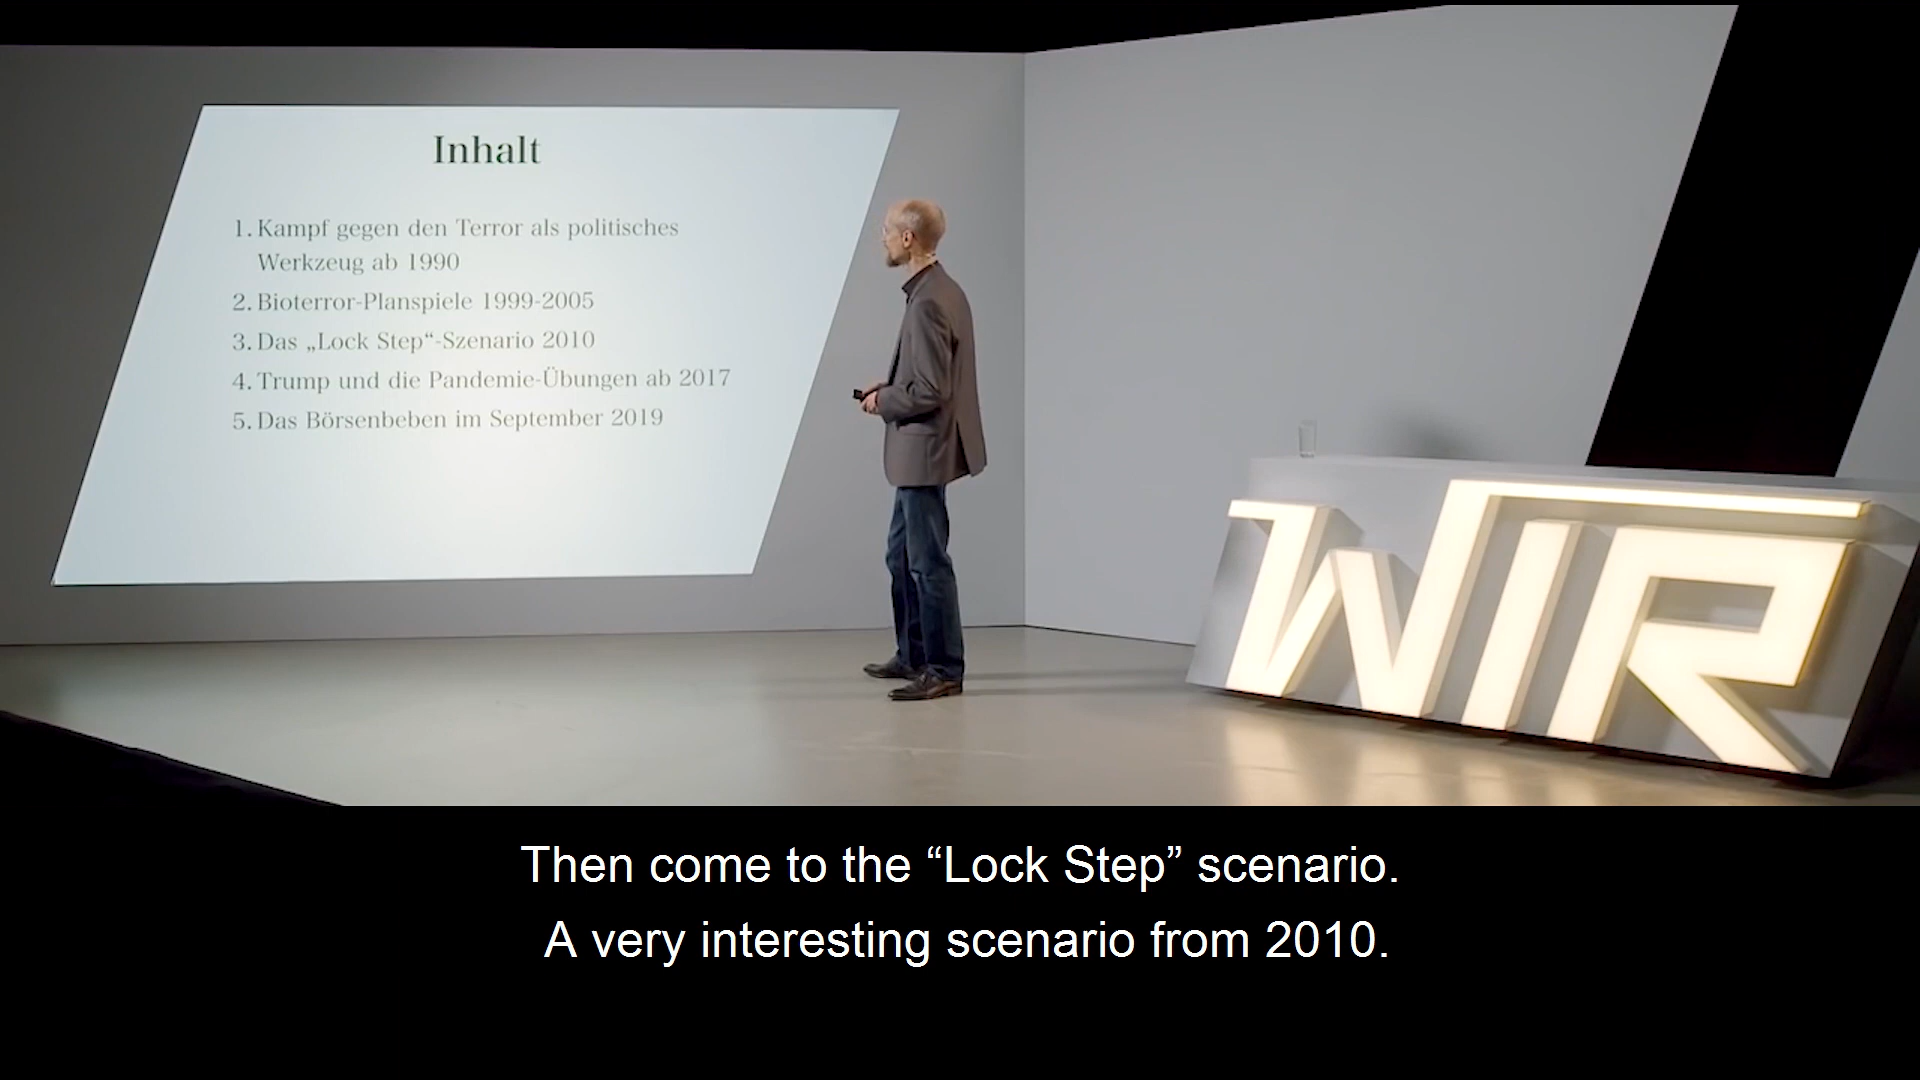 Inhalt
1. Kampf gegen den Terror als politisches
Werkzeug ab 1990
2. Bioterror-Planspiele 1999-2005
3. Das „Lock Step“-Szenario 2010
4. Trump und die Pandemie-Übungen ab 2017
5. Das Börsenbeben im September 2019
WIR
Then come to the “Lock Step” scenario.
A very interesting scenario from 2010.